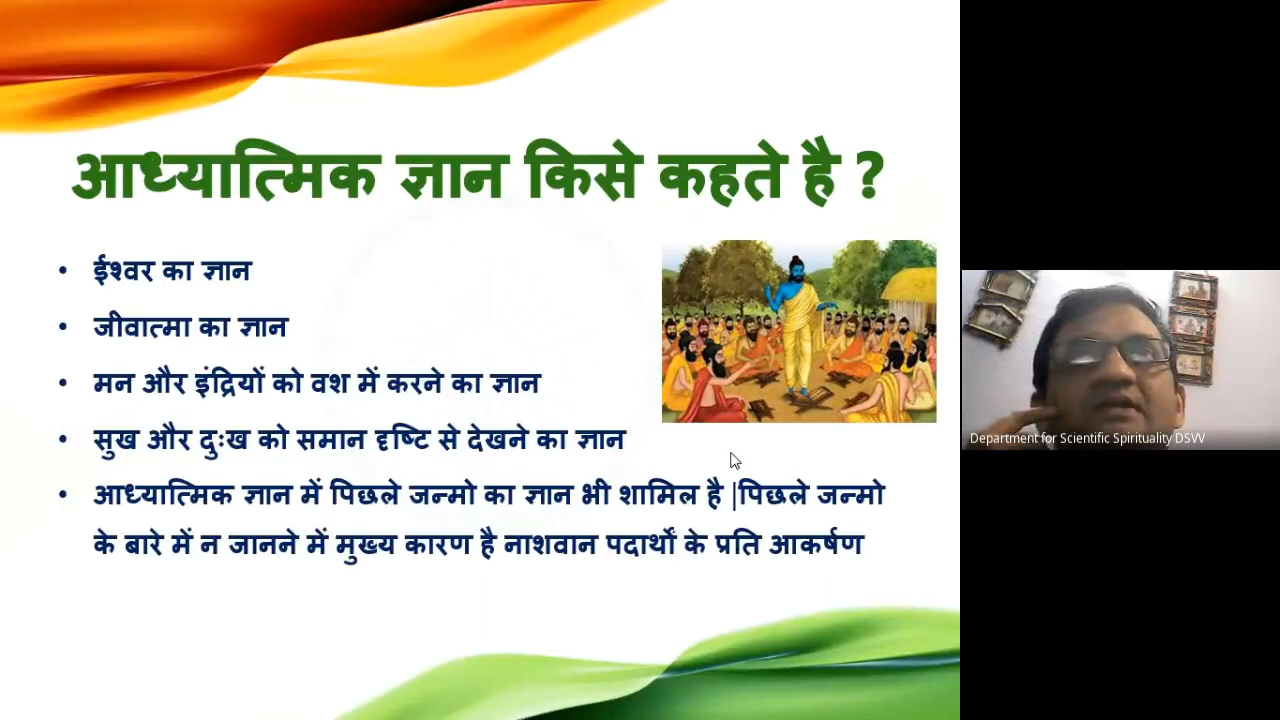 आध्यात्मिक ज्ञान किसे कहते है ?
• ईश्वर का ज्ञान
• जीवात्मा का ज्ञान
• मन और इंद्रियों को वश में करने का ज्ञान
• सुख और दुःख को समान दृष्टि से देखने का ज्ञान
• आध्यात्मिक ज्ञान में पिछले जन्मो का ज्ञान भी शामिल है |पिछले जन्मो
के बारे में न जानने में मुख्य कारण है नाशवान पदार्थों के प्रति आकर्षण
Department for Scientific Spirituality DSVV